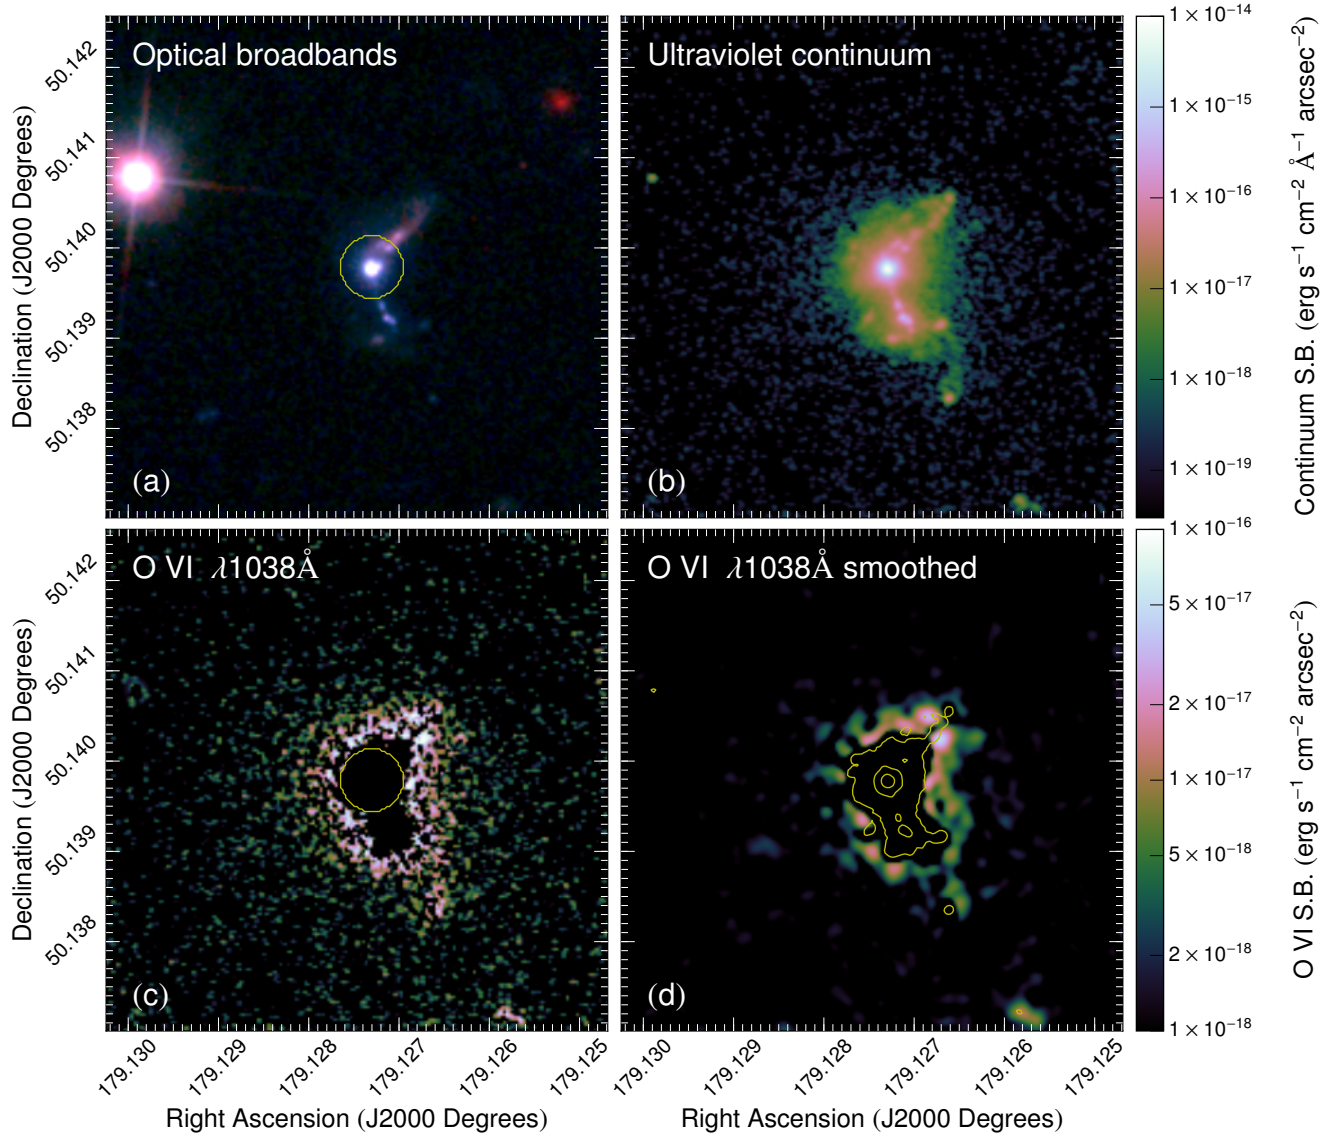 Optical broadbands
(a)
Ultraviolet continuum
(b)
50.142
50.141
50.140
50.139
50.138
Declination (J2000 Degrees)
1 × 10⁻¹⁴
1 × 10⁻¹⁵
1 × 10⁻¹⁶
1 × 10⁻¹⁷
1 × 10⁻¹⁸
1 × 10⁻¹⁹
Continuum S.B. (erg s⁻¹ cm⁻² Å⁻¹ arcsec⁻²)
O VI λ1038Å
(c)
O VI λ1038Å smoothed
(d)
50.142
50.141
50.140
50.139
50.138
Declination (J2000 Degrees)
1 × 10⁻¹⁶
5 × 10⁻¹⁷
2 × 10⁻¹⁷
1 × 10⁻¹⁷
5 × 10⁻¹⁸
2 × 10⁻¹⁸
1 × 10⁻¹⁸
O VI S.B. (erg s⁻¹ cm⁻² arcsec⁻²)
179.130 179.129 179.128 179.127 179.126 179.125
179.130 179.129 179.128 179.127 179.126 179.125
Right Ascension (J2000 Degrees)
Right Ascension (J2000 Degrees)